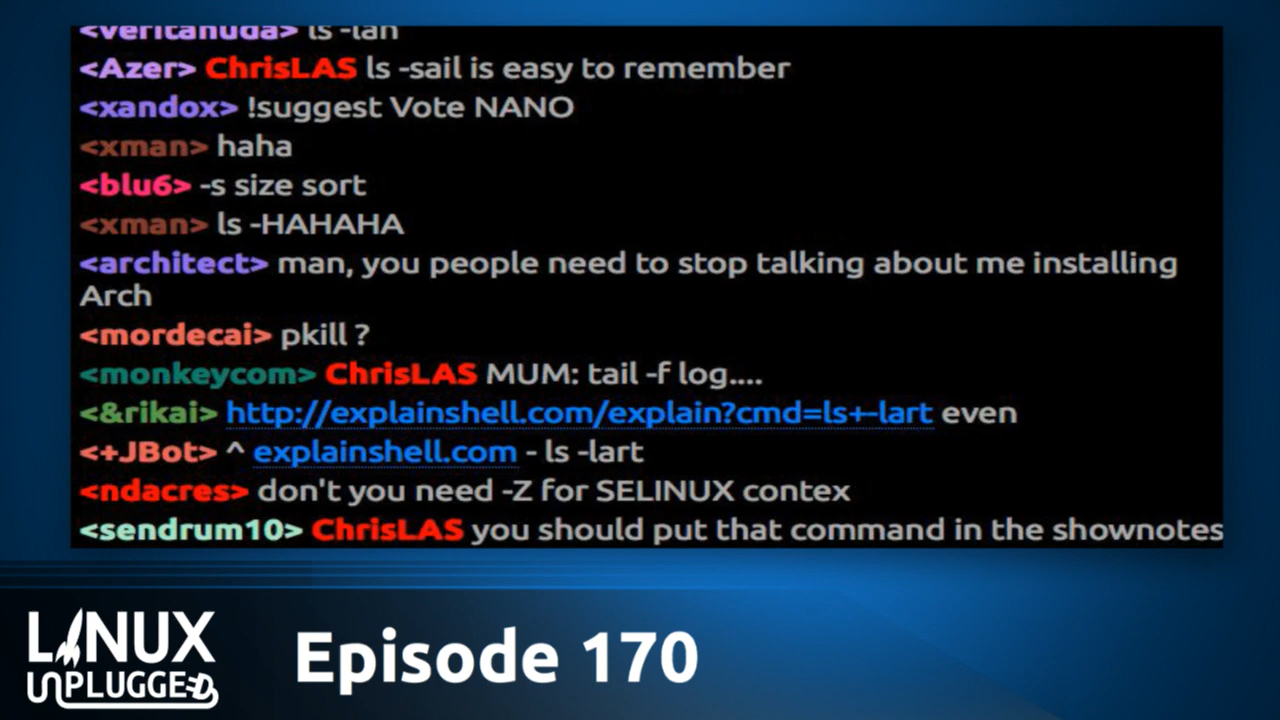 <veritanuda> ls -lah
<Azer> ChrisLAS ls -sail is easy to remember
<xandox> !suggest Vote NANO
<xman> haha
<blu6> -s size sort
<xman> ls -HAHAHA
<architect> man, you people need to stop talking about me installing
Arch
<mordecai> pkill ?
<monkeycom> ChrisLAS MUM: tail -f log....
<&rikai> http://explainshell.com/explain?cmd=ls+-lart even
<+JBot> ^ explainshell.com - ls -lart
<ndacres> don't you need -Z for SELINUX contex
<sendrum10> ChrisLAS you should put that command in the shownotes
LINUX
UNPLUGGED
Episode 170